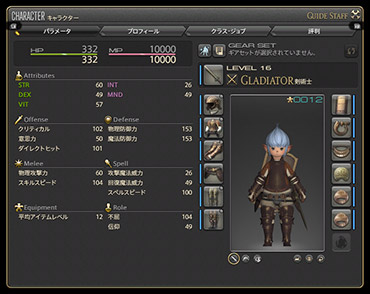 CHARACTER キャラクター
GUIDE STAFF
パラメータ
プロフィール
クラス・ジョブ
評判
HP 332 MP 10000
332 10000
GEAR SET
ギアセットが選択されていません。
LEVEL 16
GLADIATOR 剣術士
Attributes
STR 60 INT 26
DEX 49 MND 49
VIT 57
Offense
クリティカル 102
意思力 50
ダイレクトヒット 101
Defense
物理防御力 153
魔法防御力 153
Melee
物理攻撃力 60
スキルスピード 104
Spell
攻撃魔法威力 26
回復魔法威力 49
スペルスピード 100
Equipment
平均アイテムレベル 12
Role
不屈 104
信仰 49
0012